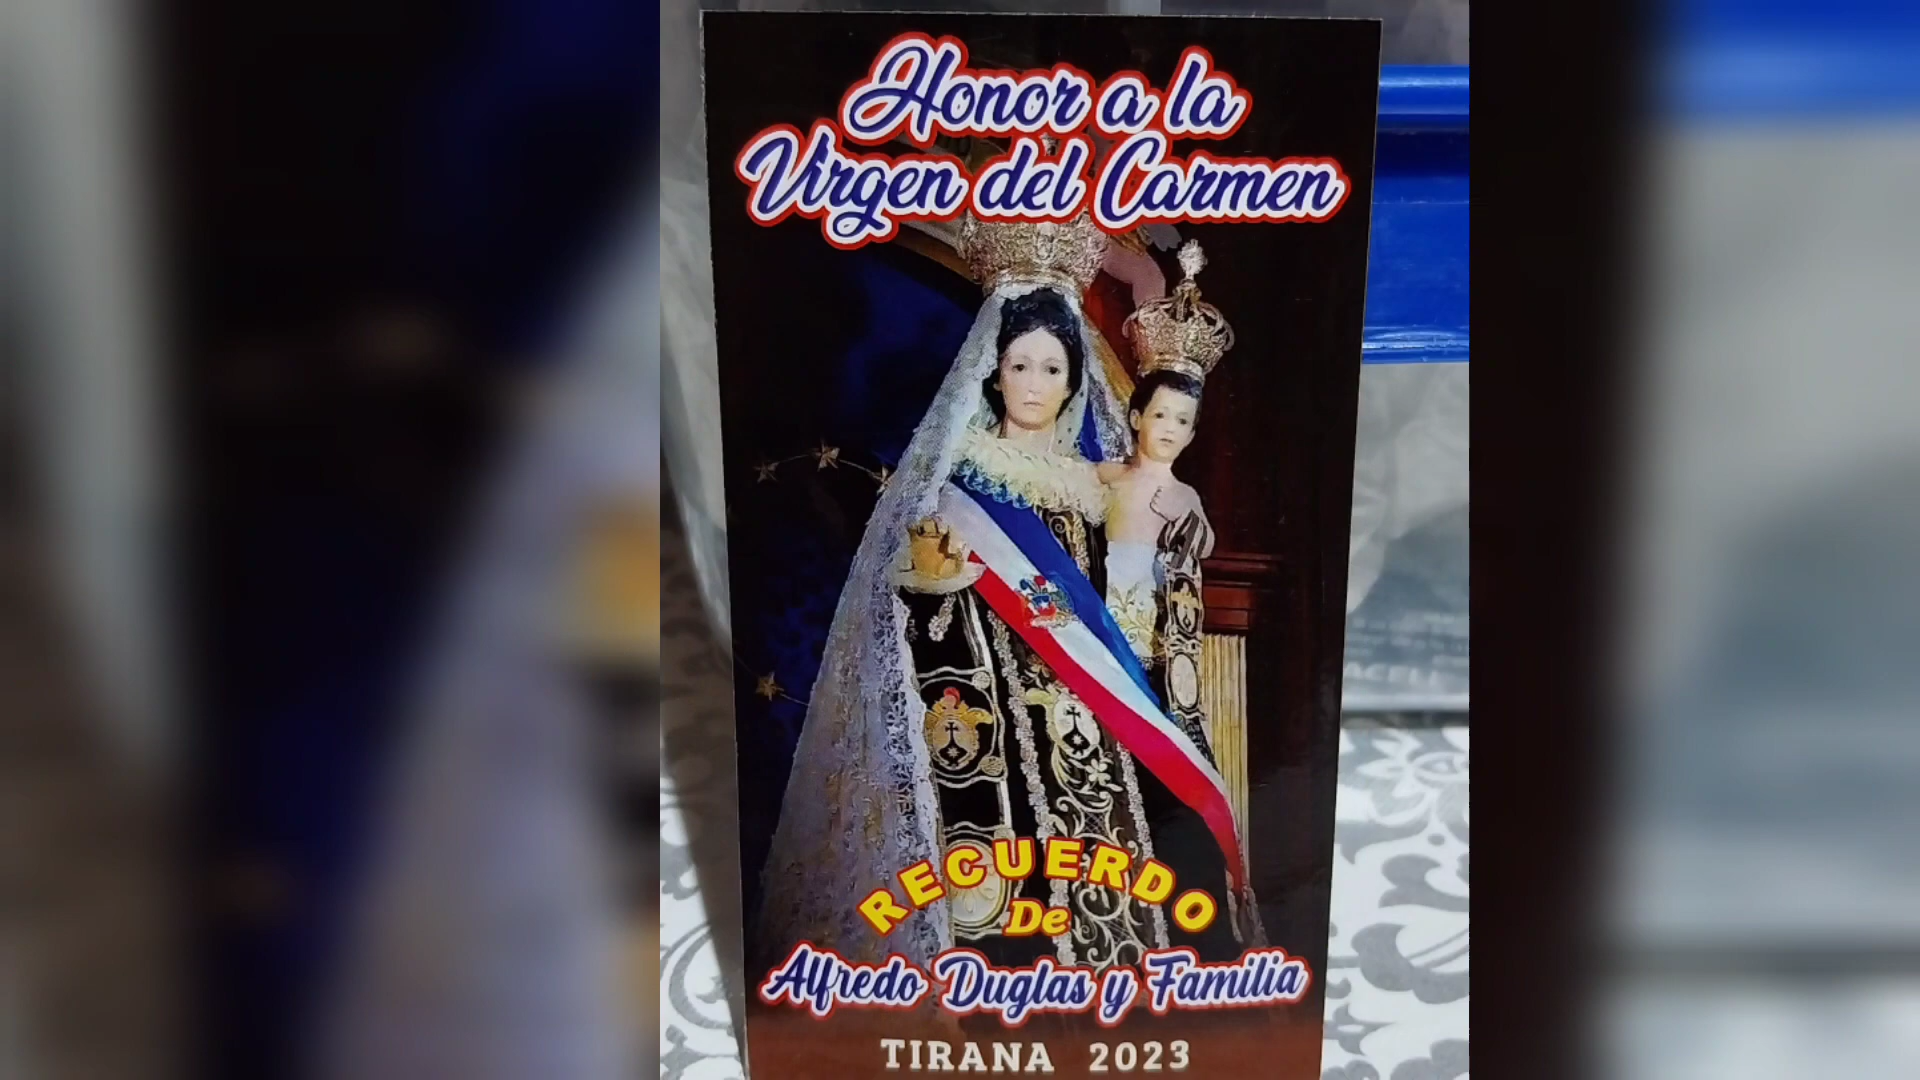 Honor a la
Virgen del Carmen
RECUERDO
De
Alfredo Duglas y Familia
TIRANA 2023